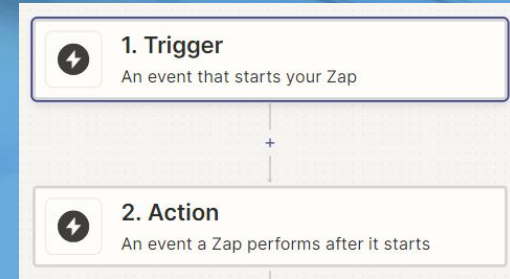 1. Trigger
An event that starts your Zap
+
2. Action
An event a Zap performs after it starts